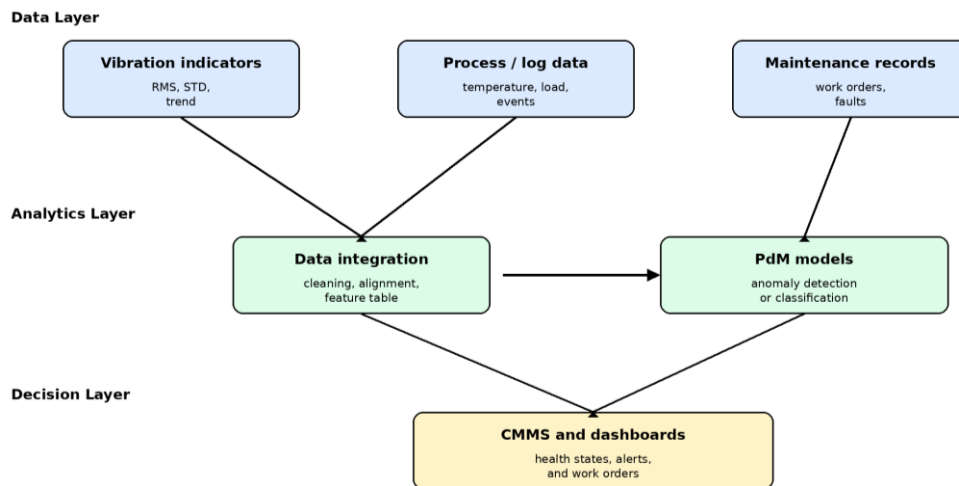 Data Layer
Vibration indicators
RMS, STD,
trend
Process / log data
temperature, load,
events
Maintenance records
work orders,
faults
Analytics Layer
Data integration
cleaning, alignment,
feature table
PdM models
anomaly detection
or classification
Decision Layer
CMMS and dashboards
health states, alerts,
and work orders